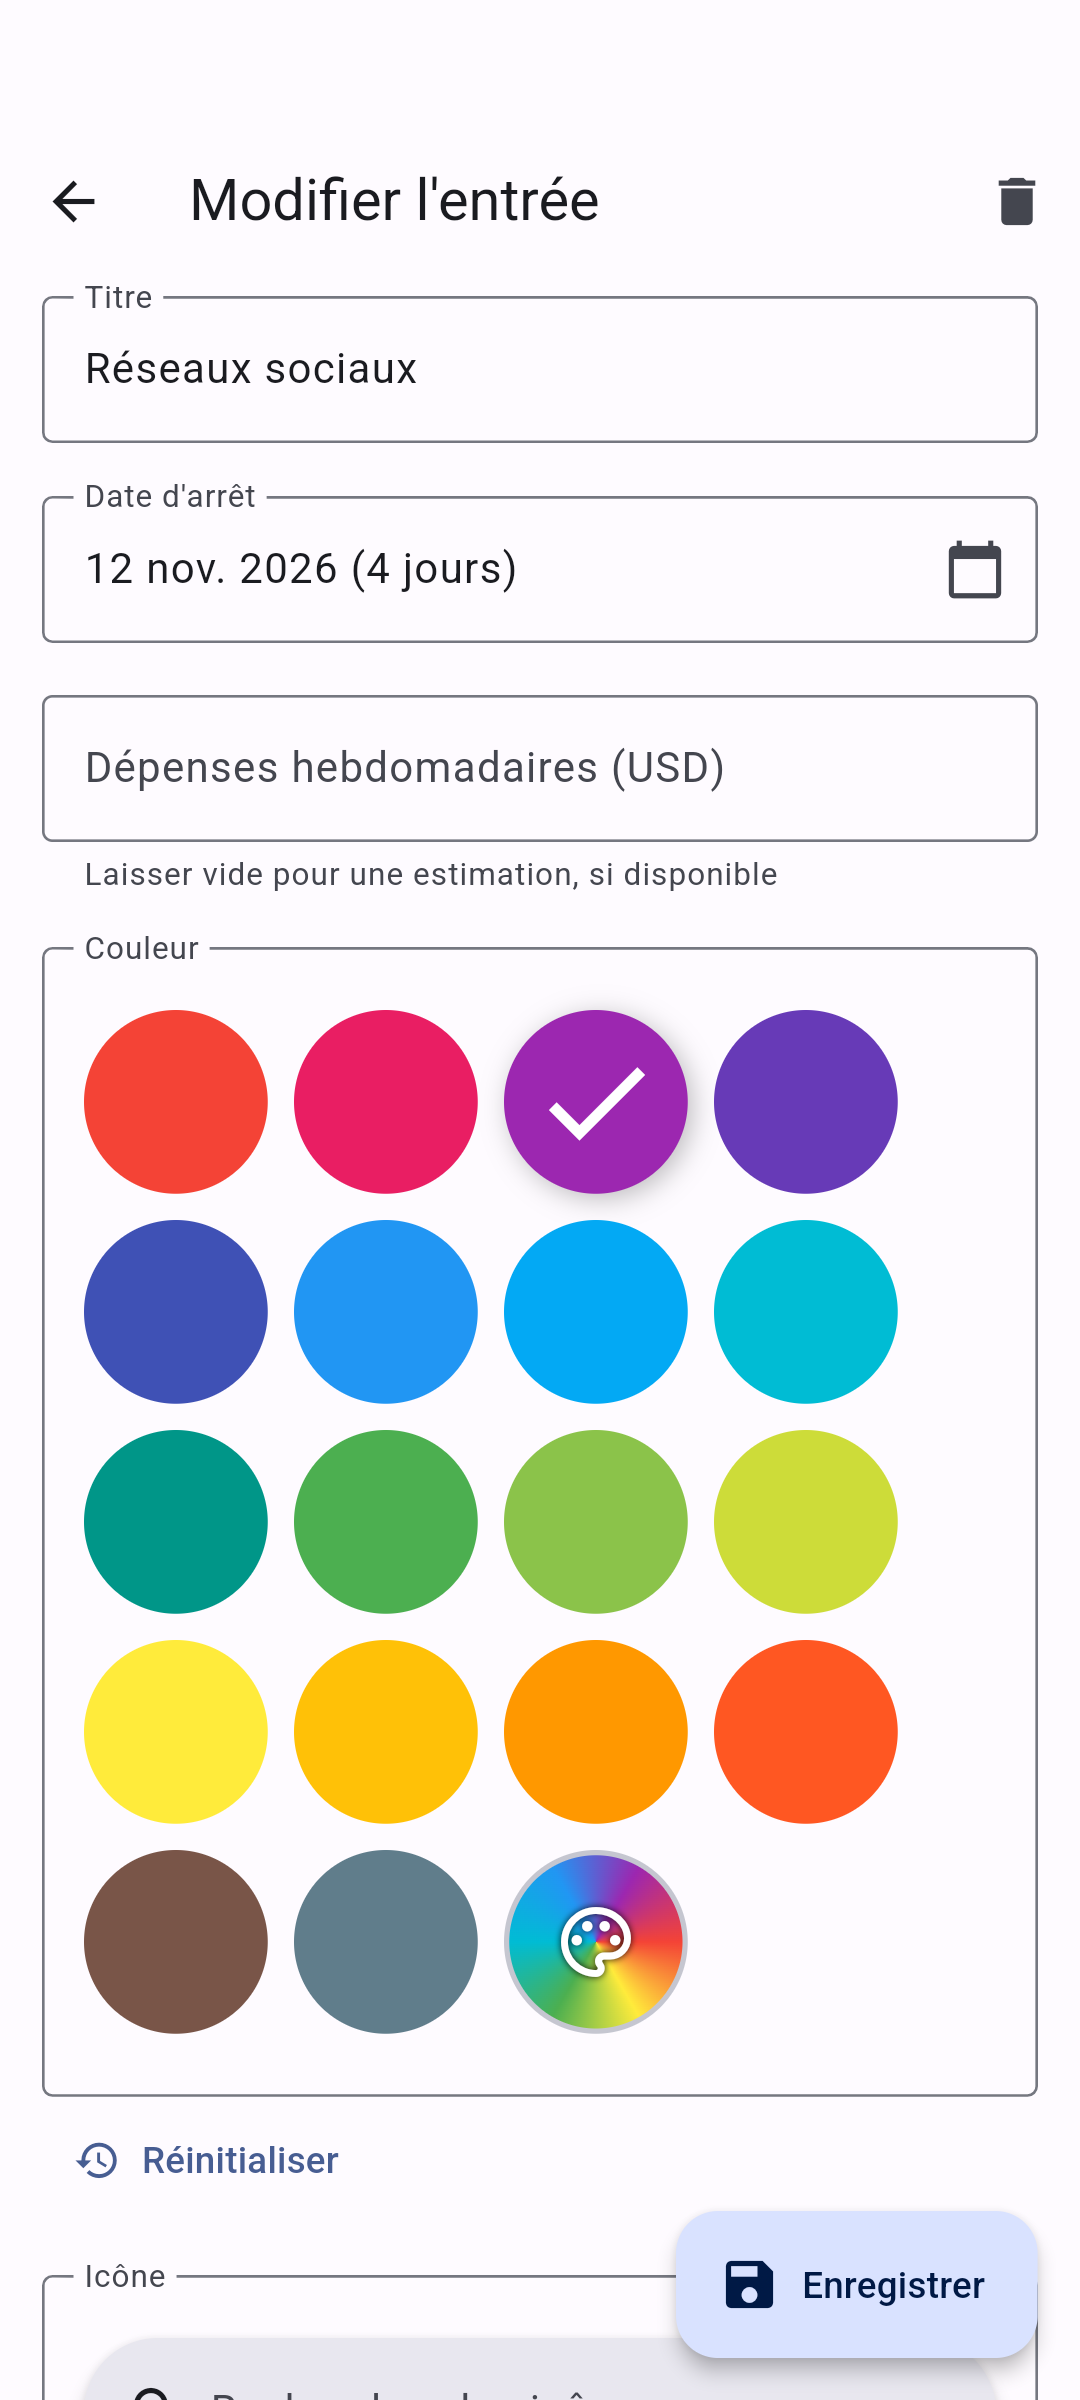 Modifier l'entrée
Titre
Réseaux sociaux
Date d'arrêt
12 nov. 2026 (4 jours)
Dépenses hebdomadaires (USD)
Laisser vide pour une estimation, si disponible
Couleur
Réinitialiser
Icône
Enregistrer